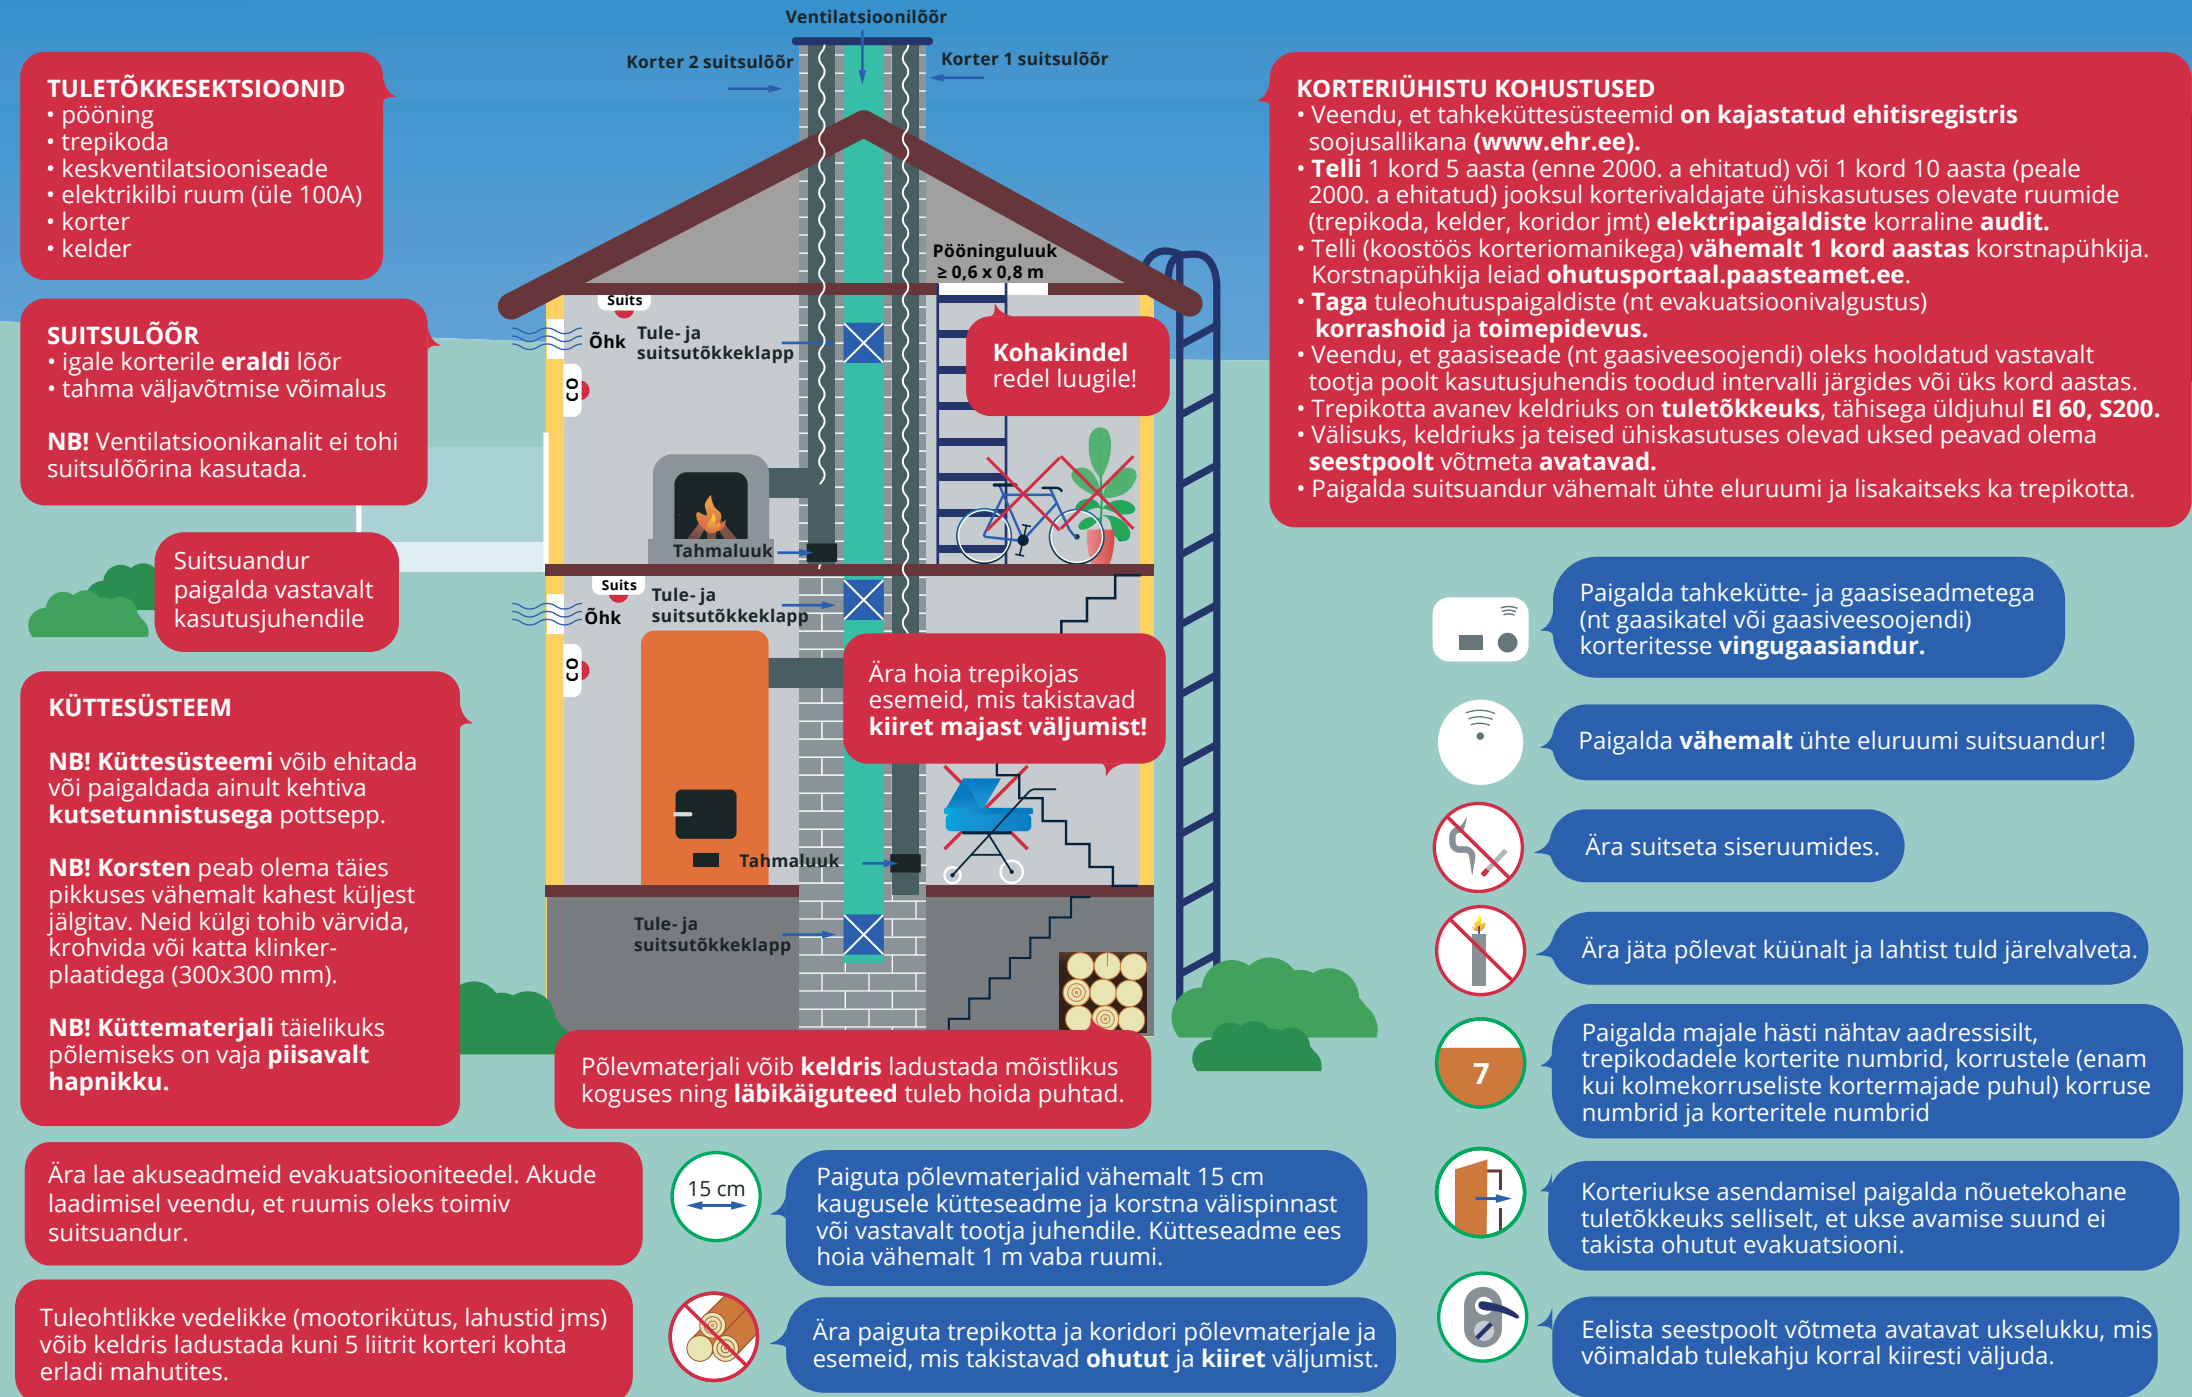 Ventilatsioonilõõr
Korter 2 suitsulõõr
Korter 1 suitsulõõr
TULETÕKKESEKTSIOONID
• pööning
• trepikoda
• keskventilatsiooniseade
• elektrikilbi ruum (üle 100A)
• korter
• kelder
SUITSULÕÕR
• igale korterile eraldi lõõr
• tahma väljavõtmise võimalus
NB! Ventilatsioonikanalit ei tohi
suitsulõõrina kasutada.
Suitsuandur
paigalda vastavalt
kasutusjuhendile
KÜTTESÜSTEEM
NB! Küttesüsteemi võib ehitada
või paigaldada ainult kehtiva
kutsetunnistusega pottsepp.
NB! Korsten peab olema täies
pikkuses vähemalt kahest küljest
jälgitav. Neid külgi tohib värvida,
krohvida või katta klinker-
plaatidega (300x300 mm).
NB! Küttematerjali täielikuks
põlemiseks on vaja piisavalt
hapnikku.
Pööninguluuk
≥ 0,6 x 0,8 m
Suits
Õhk
Tule- ja
suitsutõkkeklapp
CO
Kohakindel
redel luugile!
Tahmaluuk
Suits
Õhk
Tule- ja
suitsutõkkeklapp
CO
Ära hoia trepikojas
esemeid, mis takistavad
kiiret majast väljumist!
Tahmaluuk
Tule- ja
suitsutõkkeklapp
Põlevmaterjali võib keldris ladustada mõistlikus
koguses ning läbikäiguteed tuleb hoida puhtad.
KORTERIÜHISTU KOHUSTUSED
• Veendu, et tahkeküttesüsteemid on kajastatud ehitisregistris
soojusallikana (www.ehr.ee).
• Telli 1 kord 5 aasta (enne 2000. a ehitatud) või 1 kord 10 aasta (peale
2000. a ehitatud) jooksul korterivaldajate ühiskasutuses olevate ruumide
(trepikoda, kelder, koridor jmt) elektripaigaldiste korraline audit.
• Telli (koostöös korteriomanikega) vähemalt 1 kord aastas korstnapühkija.
Korstnapühkija leiad ohutusportaal.paasteamet.ee.
• Taga tuleohutuspaigaldiste (nt evakuatsioonivalgustus)
korrashoid ja toimepidevus.
• Veendu, et gaasiseade (nt gaasiveesoojendi) oleks hooldatud vastavalt
tootja poolt kasutusjuhendis toodud intervalli järgides või üks kord aastas.
• Trepikotta avanev keldriuks on tuletõkkeuks, tähisega üldjuhul EI 60, S200.
• Välisuks, keldriuks ja teised ühiskasutuses olevad uksed peavad olema
seestpoolt võtmeta avatavad.
• Paigalda suitsuandur vähemalt ühte eluruumi ja lisakaitseks ka trepikotta.
Paigalda tahkekütte- ja gaasiseadmetega
(nt gaasikatel või gaasiveesoojendi)
korteritesse vingugaasiandur.
Paigalda vähemalt ühte eluruumi suitsuandur!
Ära suitseta siseruumides.
Ära jäta põlevat küünalt ja lahtist tuld järelvalveta.
7
Paigalda majale hästi nähtav aadressisilt,
trepikodadele korterite numbrid, korrustele (enam
kui kolmekorruseliste kortermajade puhul) korruse
numbrid ja korteritele numbrid
Korteriukse asendamisel paigalda nõuetekohane
tuletõkkeuks selliselt, et ukse avamise suund ei
takista ohutut evakuatsiooni.
Eelista seestpoolt võtmeta avatavat ukselukku, mis
võimaldab tulekahju korral kiiresti väljuda.
Ära lae akuseadmeid evakuatsiooniteedel. Akude
laadimisel veendu, et ruumis oleks toimiv
suitsuandur.
Tuleohtlikke vedelikke (mootorikütus, lahustid jms)
võib keldris ladustada kuni 5 liitrit korteri kohta
erladi mahutites.
15 cm
Paiguta põlevmaterjalid vähemalt 15 cm
kaugusele kütteseadme ja korstna välispinnast
või vastavalt tootja juhendile. Kütteseadme ees
hoia vähemalt 1 m vaba ruumi.
Ära paiguta trepikotta ja koridori põlevmaterjale ja
esemeid, mis takistavad ohutut ja kiiret väljumist.